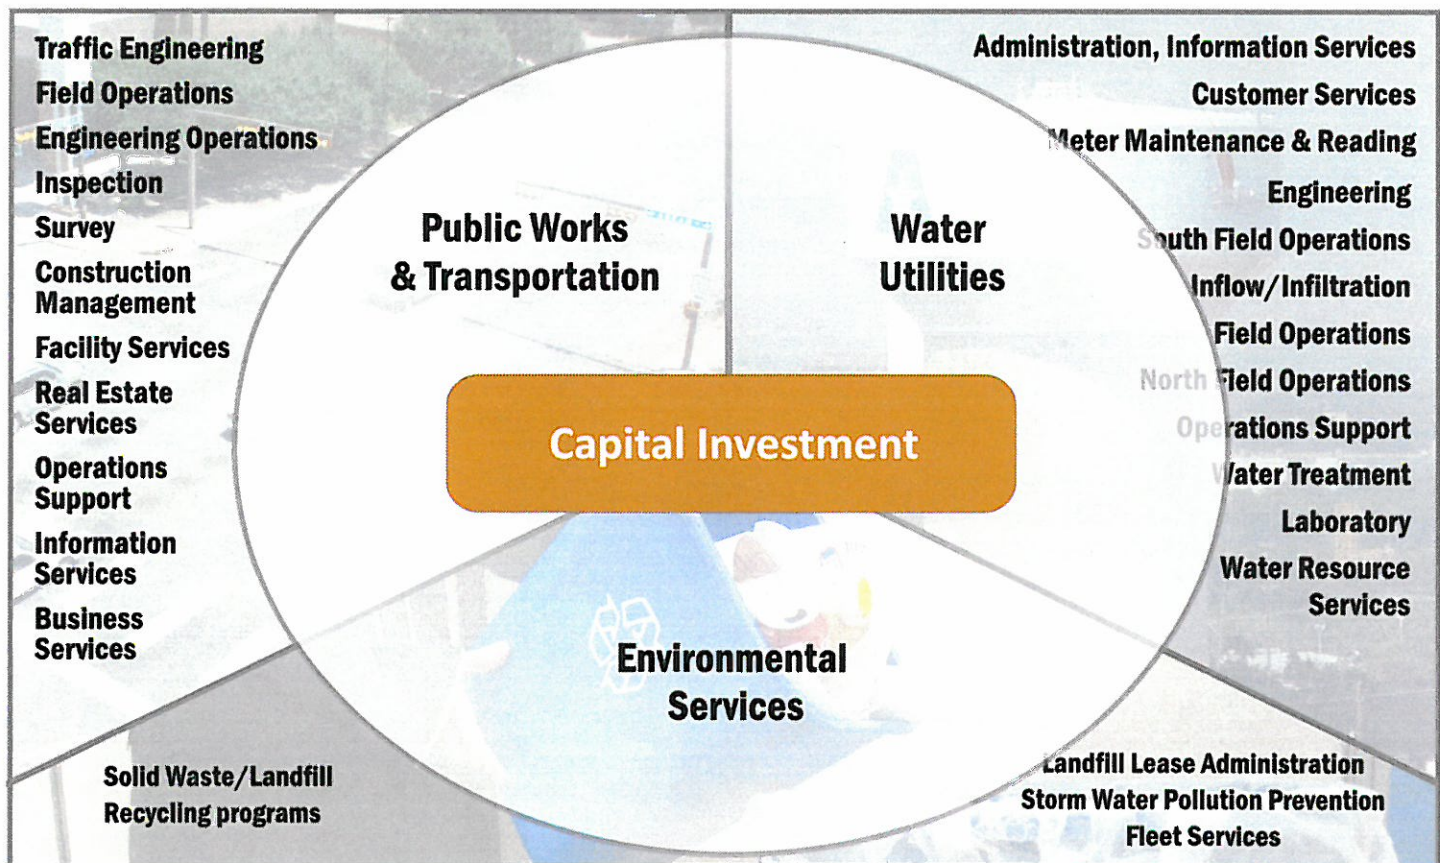 Traffic Engineering
Field Operations
Engineering Operations
Inspection
Survey
Construction
Management
Facility Services
Real Estate
Services
Operations
Support
Information
Services
Business
Services
Public Works
& Transportation
Water
Utilities
Capital Investment
Environmental
Services
Administration, Information Services
Customer Services
Meter Maintenance & Reading
Engineering
South Field Operations
Inflow/Infiltration
Field Operations
North Field Operations
Operations Support
Water Treatment
Laboratory
Water Resource
Services
Solid Waste/Landfill
Recycling programs
Landfill Lease Administration
Storm Water Pollution Prevention
Fleet Services